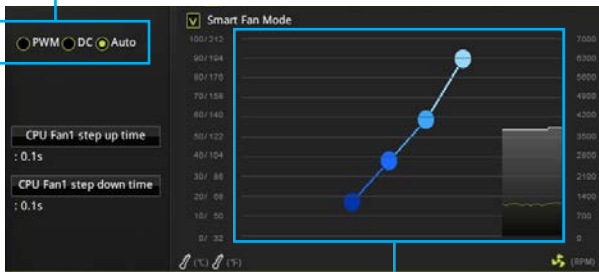 PWM DC Auto
CPU Fan1 step up time
: 0.1s
CPU Fan1 step down time
: 0.1s
V Smart Fan Mode
100/212 7000
90/194 6300
80/176 5600
70/158 4900
60/140 4200
50/122 3500
40/104 2800
30/ 86 2100
20/ 68 1400
10/ 50 700
0/ 32 0
(°C) (°F) (RPM)